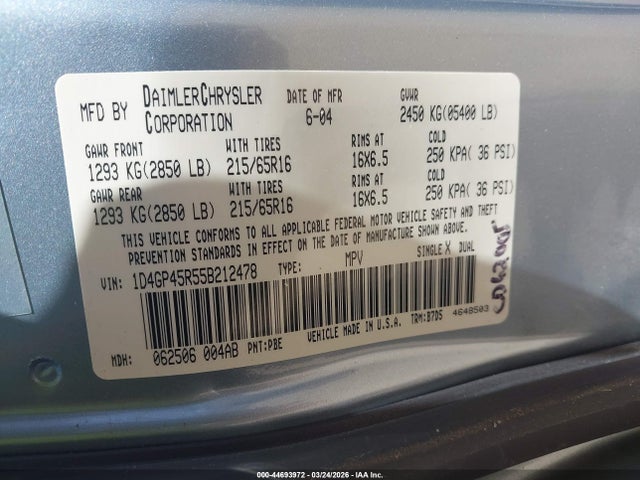 MFD BY DAIMLERCHRYSLER CORPORATION DATE OF MFR 6-04 GVWR 2450 KG(05400 LB)
GAWR FRONT WITH TIRES RIMS AT COLD
1293 KG(2850 LB) 215/65R16 16X6.5 250 KPA( 36 PSI)
GAWR REAR WITH TIRES RIMS AT COLD
1293 KG(2850 LB) 215/65R16 16X6.5 250 KPA( 36 PSI)
THIS VEHICLE CONFORMS TO ALL APPLICABLE FEDERAL MOTOR VEHICLE SAFETY AND THEFT
PREVENTION STANDARDS IN EFFECT ON THE DATE OF MANUFACTURE SHOWN ABOVE.
VIN: 1D4GP45R55B212478 TYPE: MPV SINGLE X DUAL
MDH: 062506 004AB PNT:PBE VEHICLE MADE IN U.S.A. TRM:B7D5 4648503
000-44693972 - 03/24/2026 - IAA Inc.